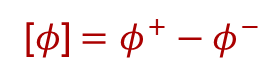 [ϕ] = ϕ⁺ − ϕ⁻